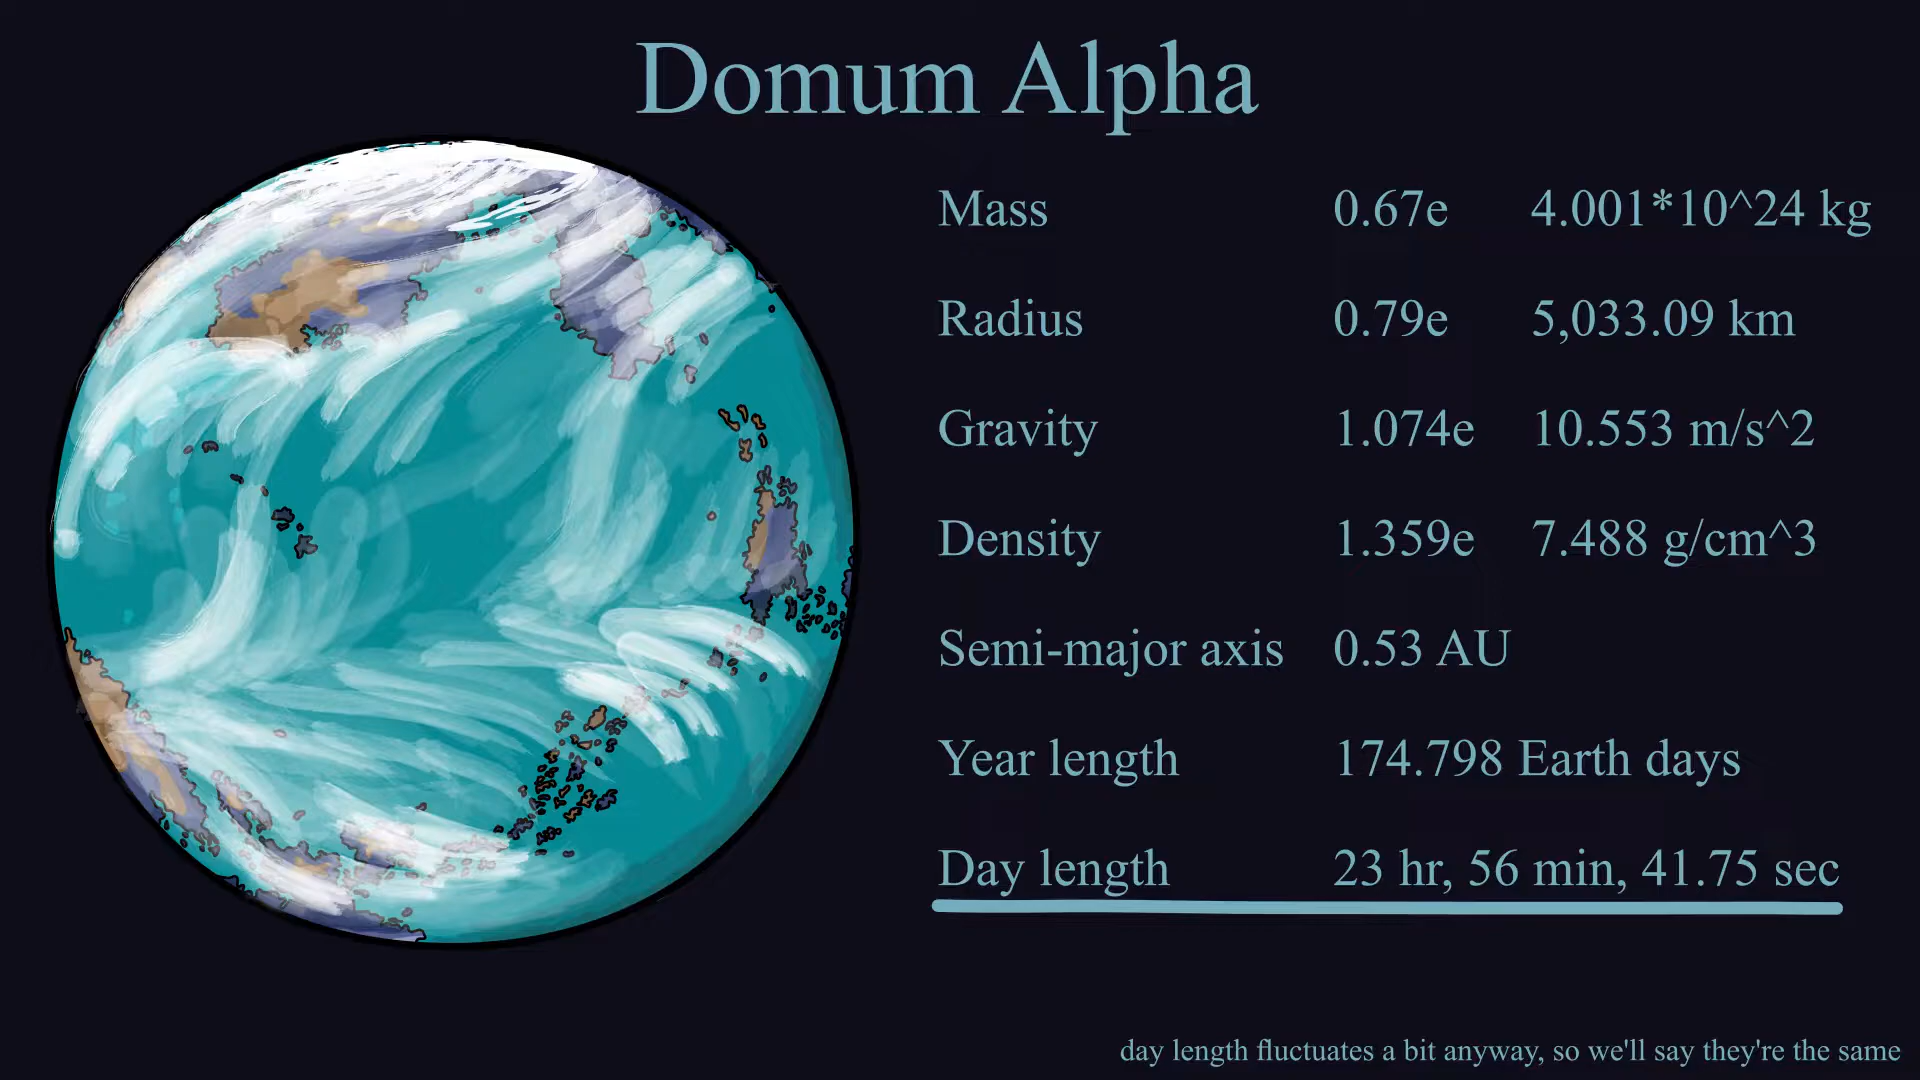 Domum Alpha
Mass 0.67e 4.001*10^24 kg
Radius 0.79e 5,033.09 km
Gravity 1.074e 10.553 m/s^2
Density 1.359e 7.488 g/cm^3
Semi-major axis 0.53 AU
Year length 174.798 Earth days
Day length 23 hr, 56 min, 41.75 sec
day length fluctuates a bit anyway, so we'll say they're the same